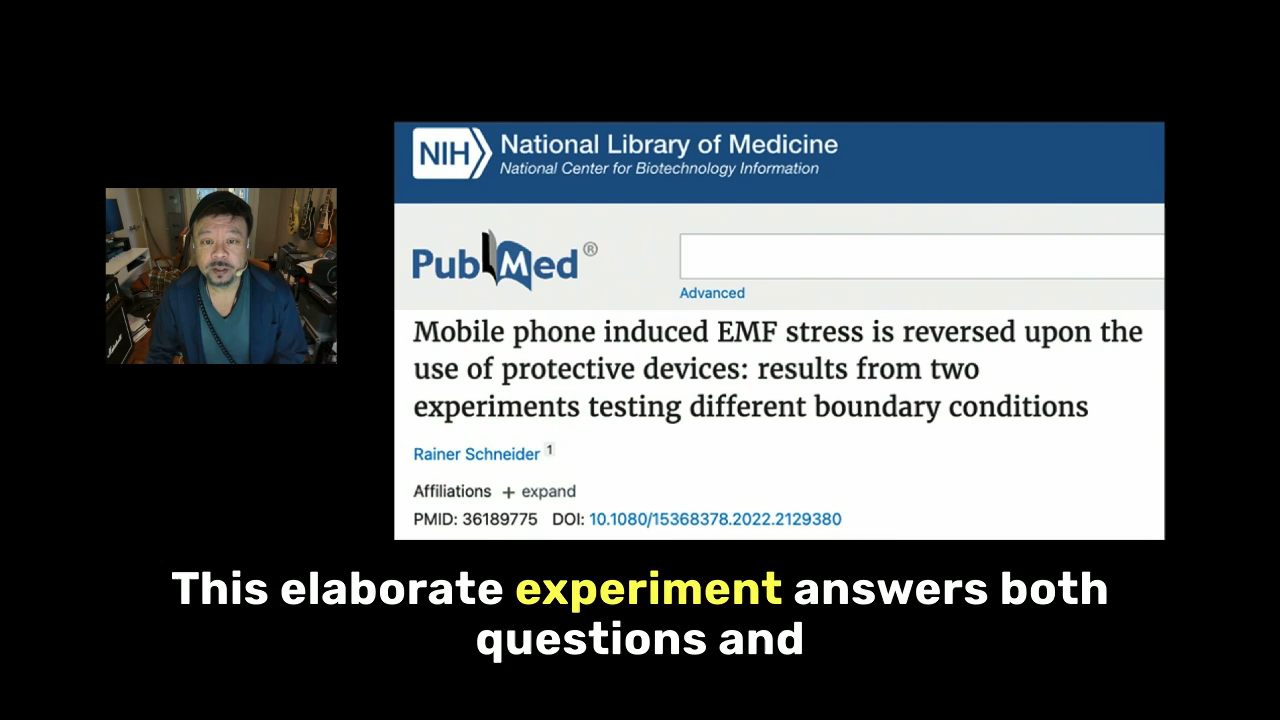 NIH National Library of Medicine
National Center for Biotechnology Information
PubMed®
Advanced
Mobile phone induced EMF stress is reversed upon the
use of protective devices: results from two
experiments testing different boundary conditions
Rainer Schneider 1
Affiliations + expand
PMID: 36189775 DOI: 10.1080/15368378.2022.2129380
This elaborate experiment answers both
questions and